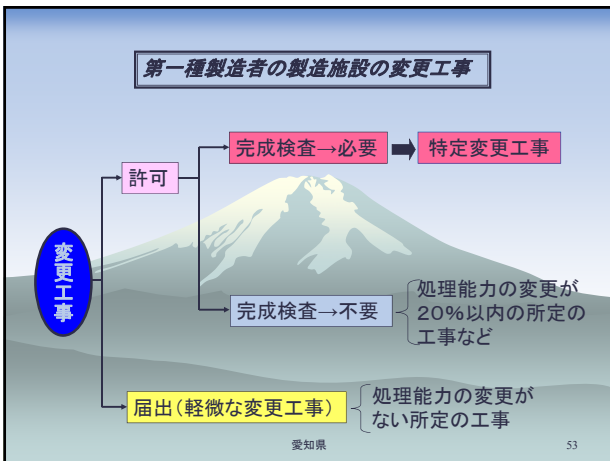 第一種製造者の製造施設の変更工事
完成検査→必要
特定変更工事
許可
変更工事
完成検査→不要
処理能力の変更が
20%以内の所定の
工事など
届出(軽微な変更工事)
処理能力の変更が
ない所定の工事
愛知県
53